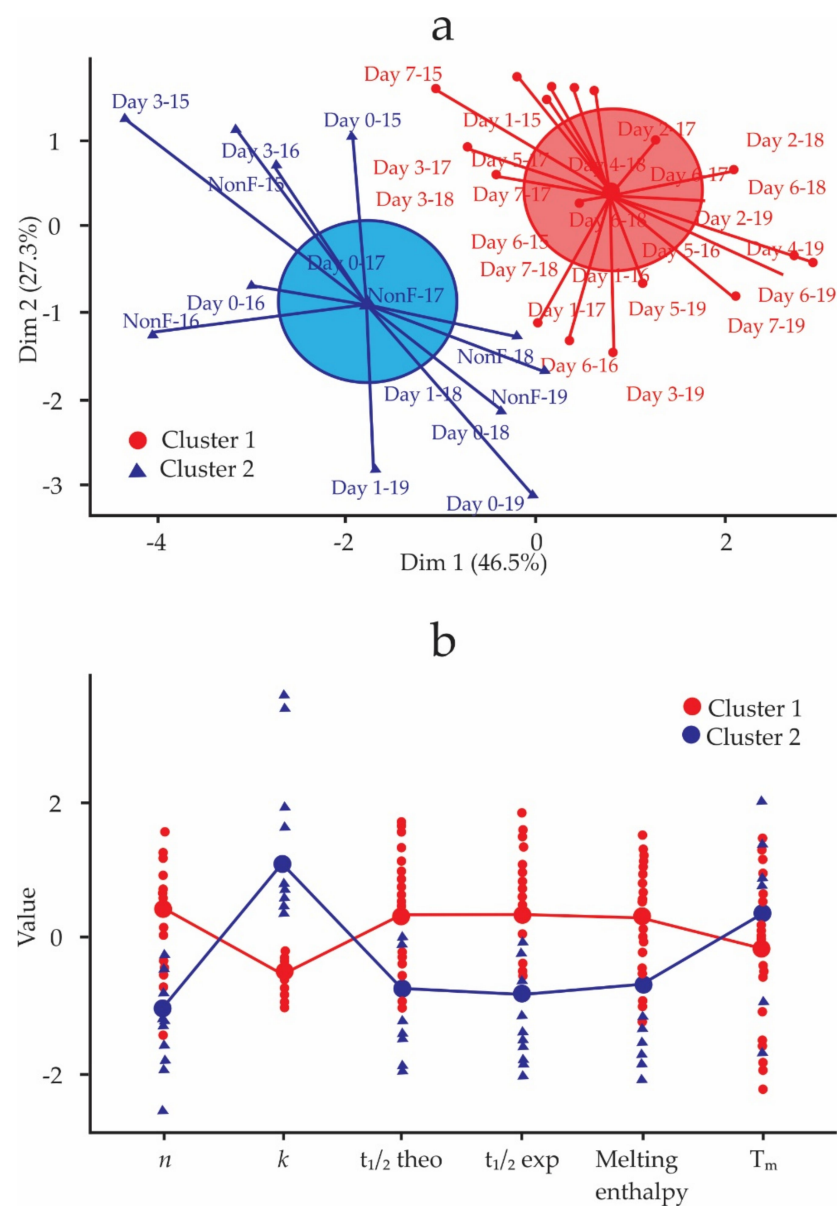 a
Day 7-15
Day 3-15
Day 0-15
Day 1-15
Day 2-17
Day 2-18
Day 3-16
Day 5-17
Day 4-18
Day 3-17
Day 6-17
NonF-15
Day 7-17
Day 6-18
Day 3-18
Day 6-18
Day 2-19
Day 6-15
Day 5-16
Day 4-19
Day 0-17
Day 7-18
Day 1-16
NonF-17
Day 6-19
Day 0-16
Day 1-17
Day 5-19
NonF-16
Day 7-19
NonF-18
Day 6-16
Day 1-18
NonF-19
Day 3-19
Day 0-18
Cluster 1
Cluster 2
Day 1-19
Day 0-19
1
0
-1
-2
-3
Dim 2 (27.3%)
-4
-2
0
2
Dim 1 (46.5%)
b
Cluster 1
Cluster 2
2
0
-2
Value
n
k
t₁/₂ theo
t₁/₂ exp
Melting
enthalpy
Tₘ